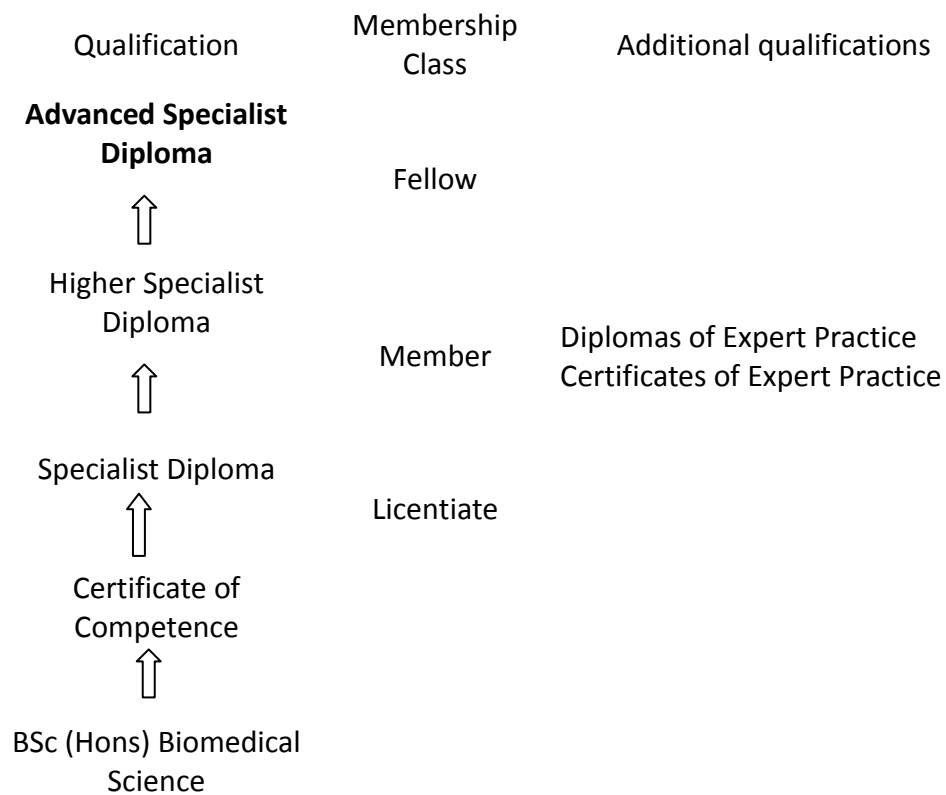 Qualification
Membership
Class
Additional qualifications
Advanced Specialist
Diploma
Fellow
Higher Specialist
Diploma
Member
Diplomas of Expert Practice
Certificates of Expert Practice
Specialist Diploma
Licentiate
Certificate of
Competence
BSc (Hons) Biomedical
Science